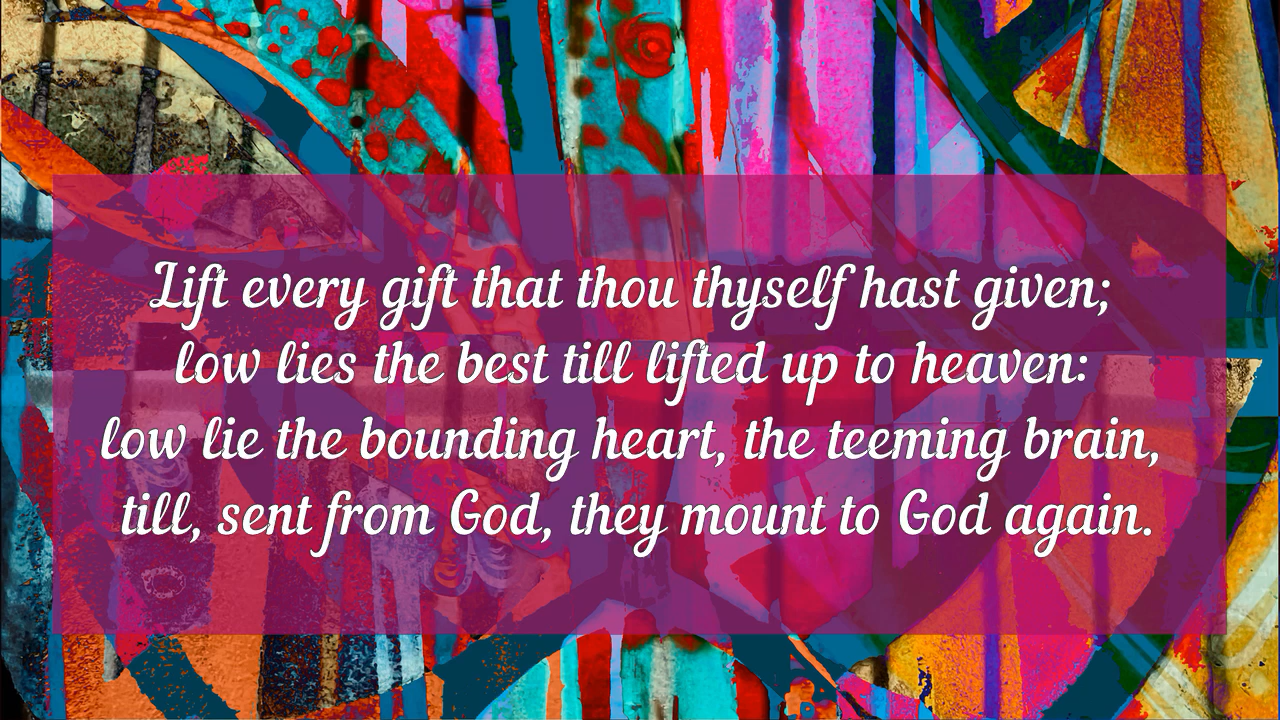 Lift every gift that thou thyself hast given;
low lies the best till lifted up to heaven:
low lie the bounding heart, the teeming brain,
till, sent from God, they mount to God again.